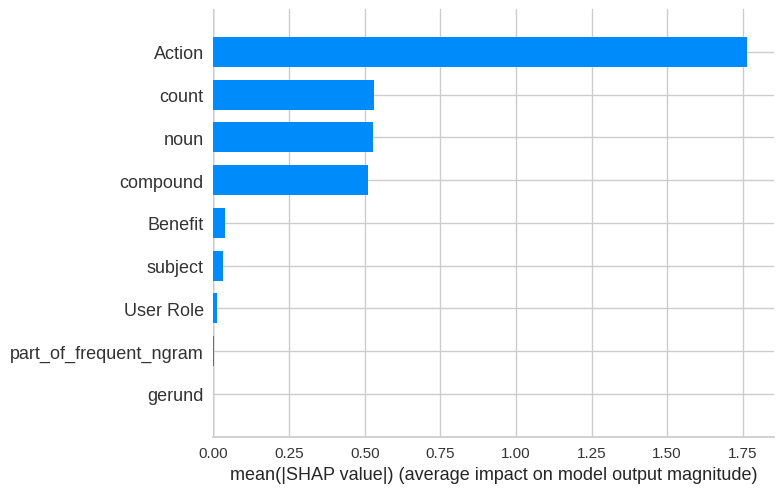 Action
count
noun
compound
Benefit
subject
User Role
part_of_frequent_ngram
gerund
0.00 0.25 0.50 0.75 1.00 1.25 1.50 1.75
mean(|SHAP value|) (average impact on model output magnitude)